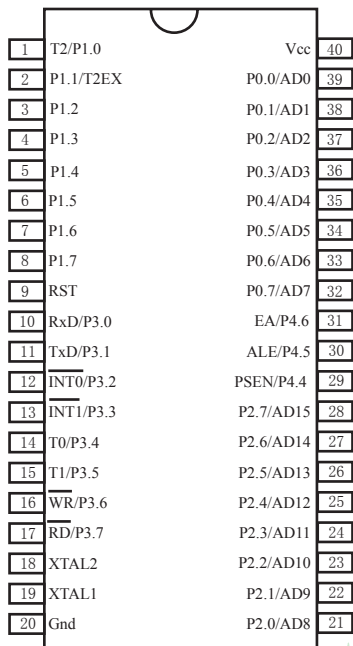 1 T2/P1.0 Vcc 40
2 P1.1/T2EX P0.0/AD0 39
3 P1.2 P0.1/AD1 38
4 P1.3 P0.2/AD2 37
5 P1.4 P0.3/AD3 36
6 P1.5 P0.4/AD4 35
7 P1.6 P0.5/AD5 34
8 P1.7 P0.6/AD6 33
9 RST P0.7/AD7 32
10 RxD/P3.0 EA/P4.6 31
11 TxD/P3.1 ALE/P4.5 30
12 INT0/P3.2 PSEN/P4.4 29
13 INT1/P3.3 P2.7/AD15 28
14 T0/P3.4 P2.6/AD14 27
15 T1/P3.5 P2.5/AD13 26
16 WR/P3.6 P2.4/AD12 25
17 RD/P3.7 P2.3/AD11 24
18 XTAL2 P2.2/AD10 23
19 XTAL1 P2.1/AD9 22
20 Gnd P2.0/AD8 21